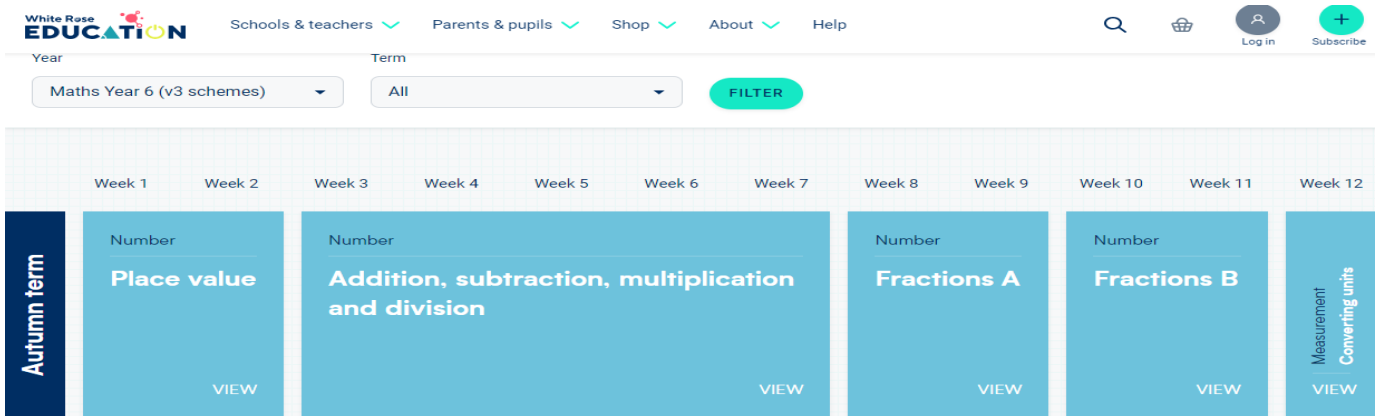 White Rose
EDUCATION
Schools & teachers
Parents & pupils
Shop
About
Help
Log in
Subscribe
Year
Term
Maths Year 6 (v3 schemes)
All
FILTER
Week 1
Week 2
Week 3
Week 4
Week 5
Week 6
Week 7
Week 8
Week 9
Week 10
Week 11
Week 12
Autumn term
Number
Place value
VIEW
Number
Addition, subtraction, multiplication
and division
VIEW
Number
Fractions A
VIEW
Number
Fractions B
VIEW
Measurement
Converting units
VIEW